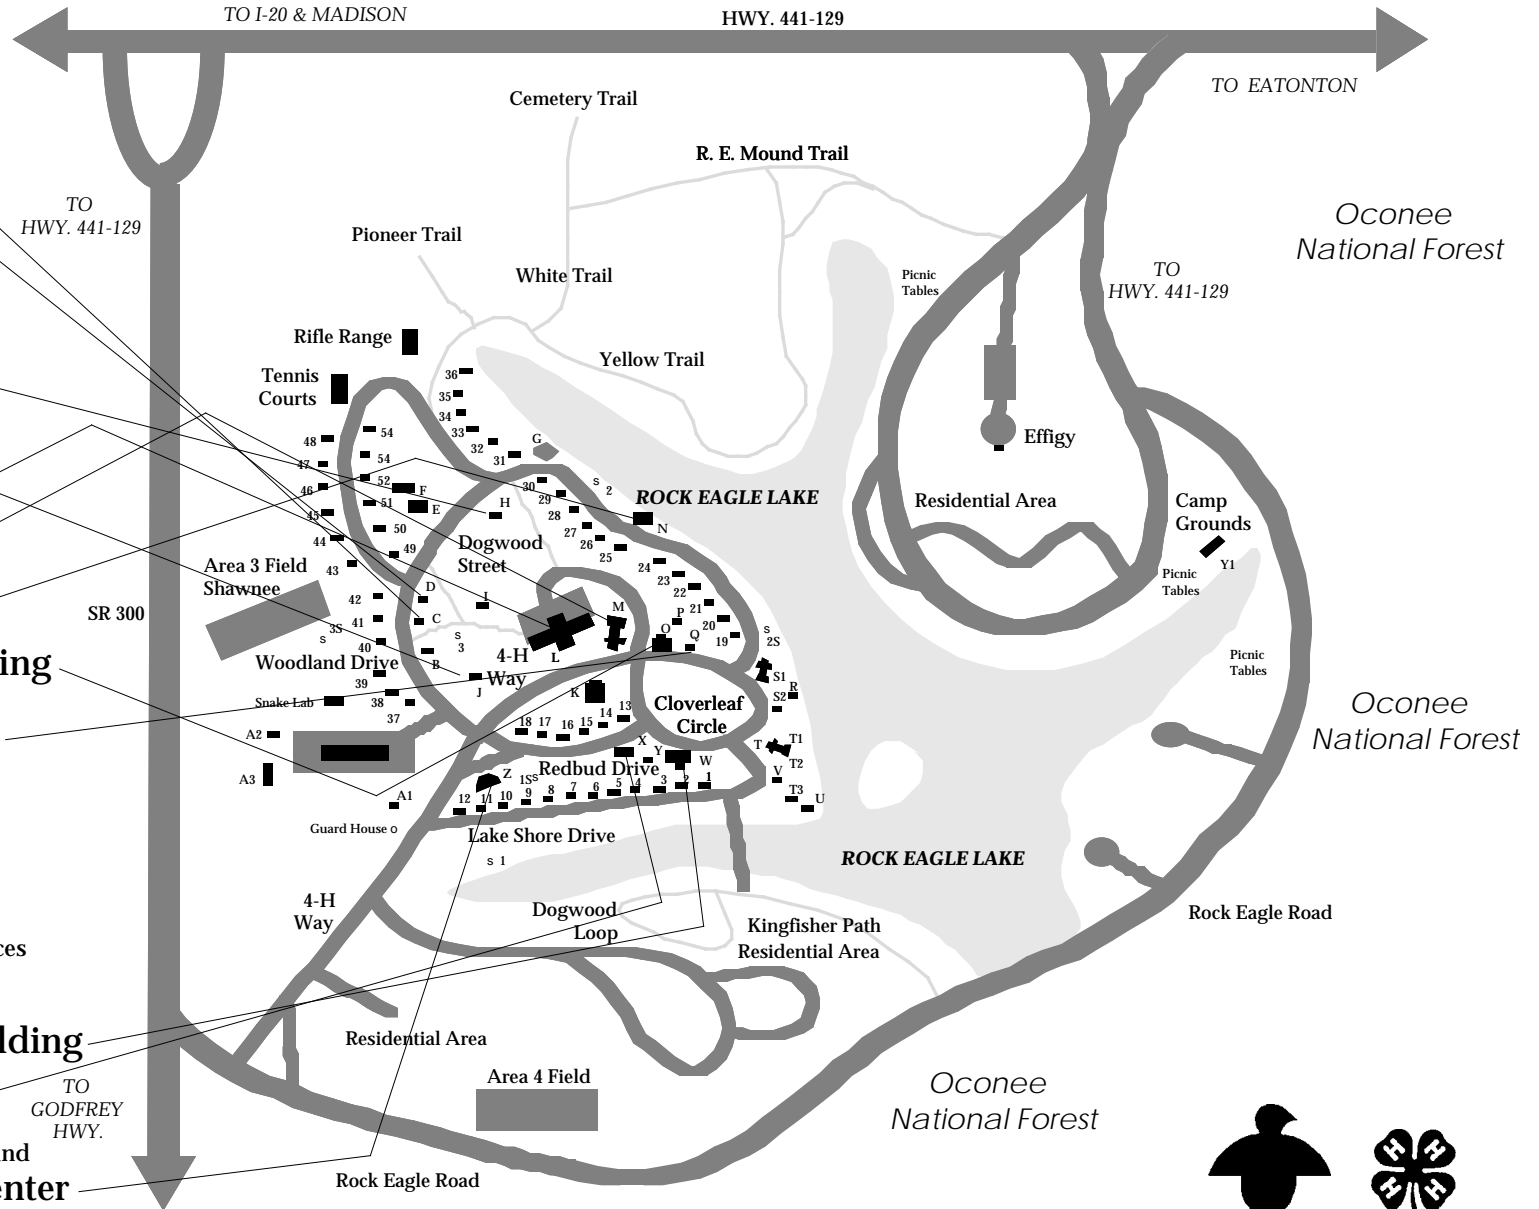 TO I-20 & MADISON
HWY. 441-129
TO EATONTON
Cemetery Trail
R. E. Mound Trail
TO
HWY. 441-129
Pioneer Trail
White Trail
Oconee
National Forest
Picnic
Tables
TO
HWY. 441-129
Rifle Range
Yellow Trail
Tennis
Courts
36
35
34
33
32
31
G
48
47
46
45
44
43
42
41
40
39
38
37
54
54
52
51
50
49
F
E
H
30
29
28
27
26
25
s 2
ROCK EAGLE LAKE
N
Effigy
Residential Area
Camp
Grounds
Y1
Picnic
Tables
Dogwood
Street
24
23
22
21
20
19
Area 3 Field
Shawnee
SR 300
3S
s
D
C
B
I
s
3
M
L
P
O
Q
s
2S
Woodland Drive
4-H
Way
J
K
Snake Lab
A2
A3
A1
Guard House o
Cloverleaf
Circle
S1
R
S2
T
T1
T2
V
T3
U
Picnic
Tables
18
17
16
15
14
13
X
Y
W
Redbud Drive
Z
1S
s
12
11
10
9
8
7
6
5
4
3
2
1
Lake Shore Drive
s 1
ROCK EAGLE LAKE
Oconee
National Forest
ing
4-H
Way
Dogwood
Loop
Kingfisher Path
Residential Area
Rock Eagle Road
ces
lding
Residential Area
Area 4 Field
TO
GODFREY
HWY.
Oconee
National Forest
nd
enter
Rock Eagle Road
H H
H H